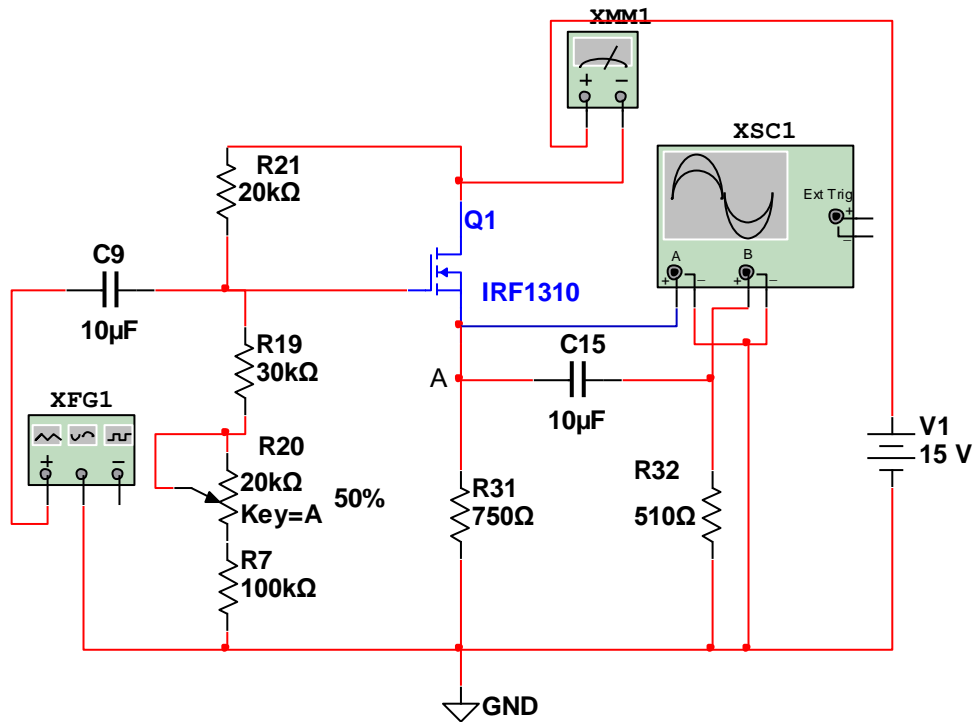 XMM1
+ −
XSC1
Ext Trig
+
−
A B
+ − + −
R21
20kΩ
Q1
IRF1310
C9
10µF
R19
30kΩ
C15
10µF
A
XFG1
+ −
R20
20kΩ
Key=A
50%
R7
100kΩ
R31
750Ω
R32
510Ω
V1
15 V
GND